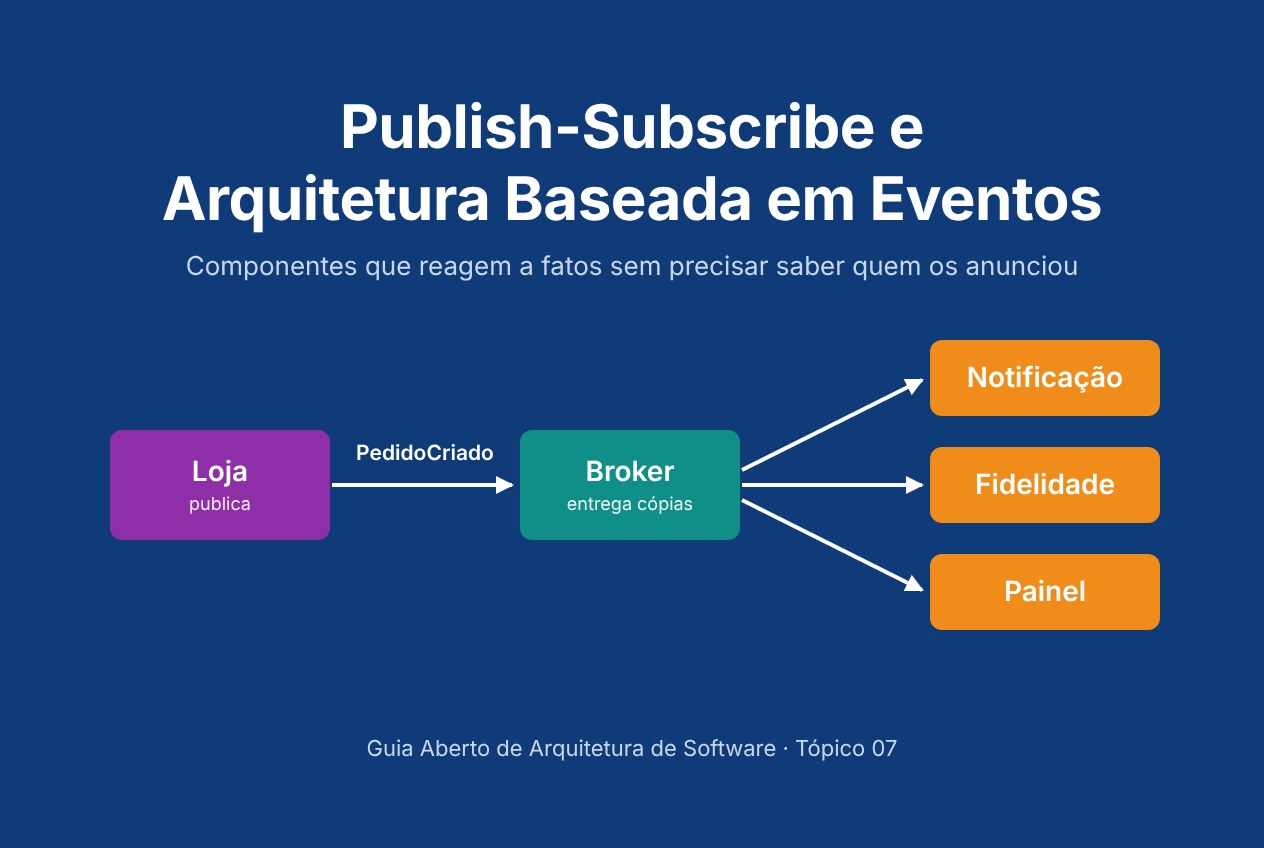 Publish-Subscribe e
Arquitetura Baseada em Eventos
Componentes que reagem a fatos sem precisar saber quem os anunciou
Loja
publica
PedidoCriado
Broker
entrega cópias
Notificação
Fidelidade
Painel
Guia Aberto de Arquitetura de Software · Tópico 07